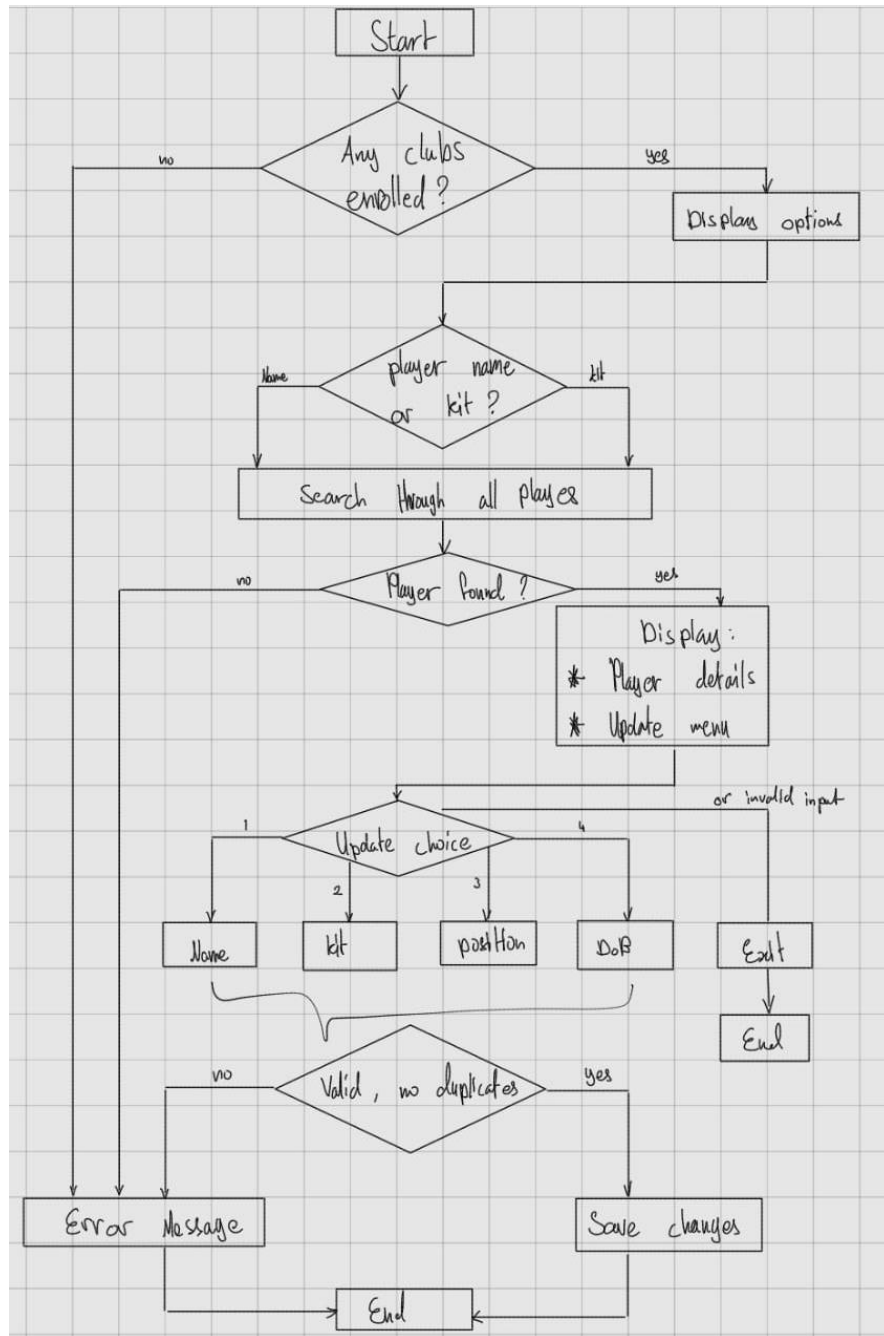 Start
Any clubs
enrolled?
no
yes
Display options
player name
or kit?
Name
kit
Search through all playes
Player found?
no
yes
Display:
* Player details
* Update menu
or invalid input
Update choice
1
2
3
4
Name
kit
position
DoB
Exit
End
Valid, no duplicates
no
yes
Error Message
Save changes
End